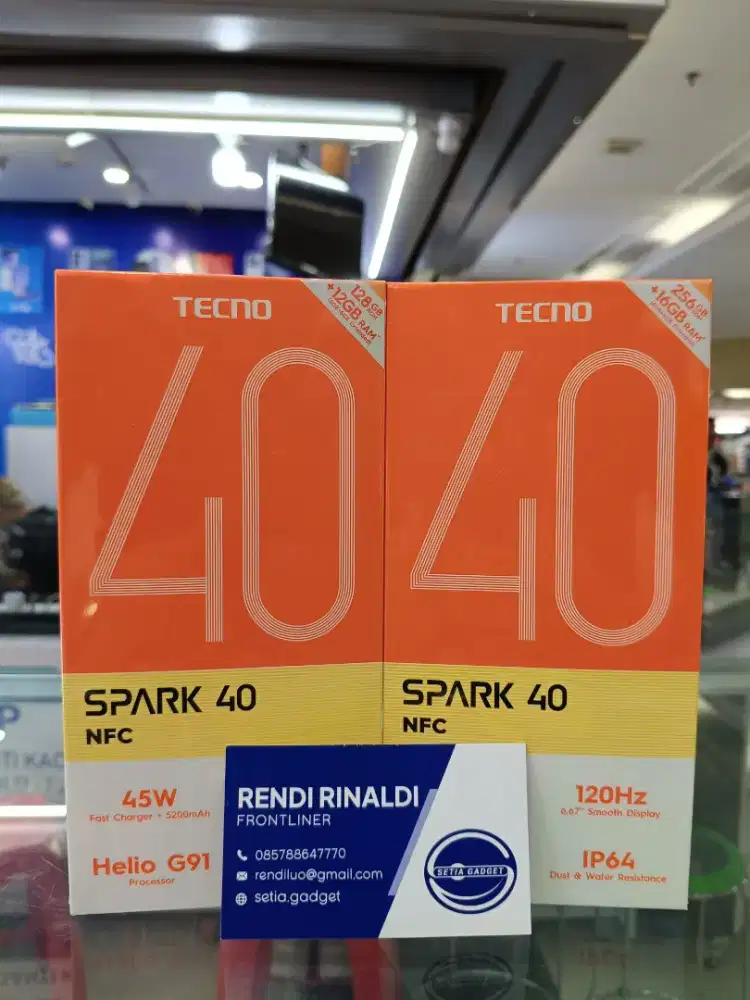 TECNO
128GB
+12GB RAM
40
SPARK 40
NFC
45W
Fast Charger + 5200mAh
Helio G91
Processor
TECNO
256GB
+16GB RAM
40
SPARK 40
NFC
120Hz
6.67" Smooth Display
IP64
Dust & Water Resistance
RENDI RINALDI
FRONTLINER
085788647770
rendiluo@gmail.com
setia.gadget
SETIA GADGET